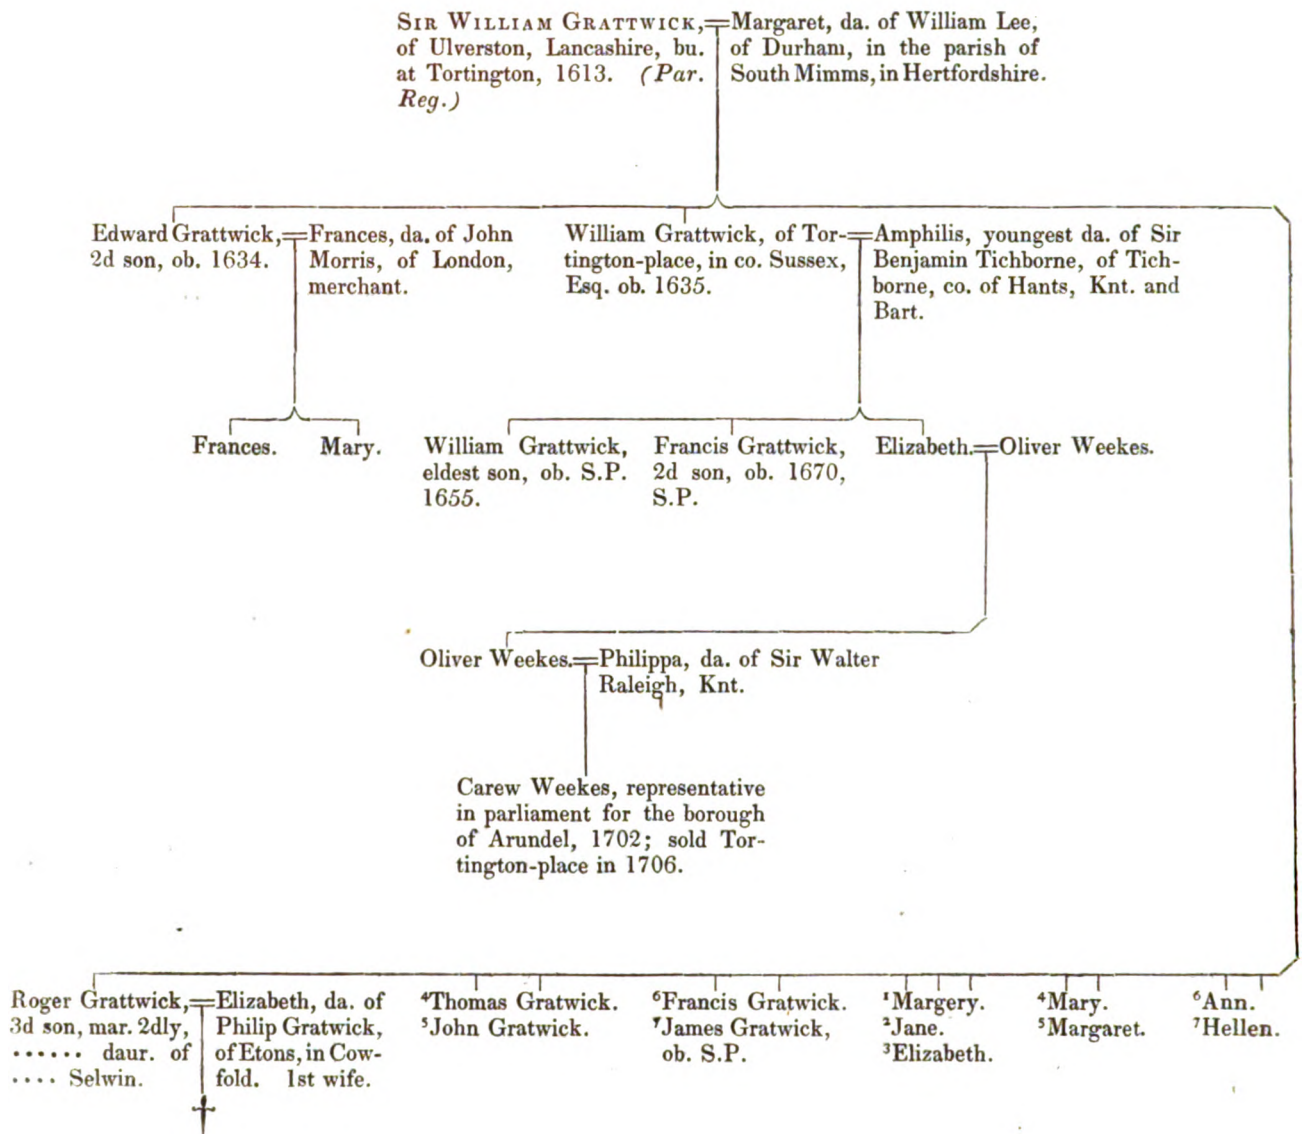 SIR WILLIAM GRATTWICK,
of Ulverston, Lancashire, bu.
at Tortington, 1613. (Par.
Reg.)
Margaret, da. of William Lee,
of Durham, in the parish of
South Mimms, in Hertfordshire.
Edward Grattwick,
2d son, ob. 1634.
Frances, da. of John
Morris, of London,
merchant.
William Grattwick, of Tor-
tington-place, in co. Sussex,
Esq. ob. 1635.
Amphilis, youngest da. of Sir
Benjamin Tichborne, of Tich-
borne, co. of Hants, Knt. and
Bart.
Frances.
Mary.
William Grattwick,
eldest son, ob. S.P.
1655.
Francis Grattwick,
2d son, ob. 1670,
S.P.
Elizabeth.
Oliver Weekes.
Oliver Weekes.
Philippa, da. of Sir Walter
Raleigh, Knt.
Carew Weekes, representative
in parliament for the borough
of Arundel, 1702; sold Tor-
tington-place in 1706.
Roger Grattwick,
3d son, mar. 2dly,
...... daur. of
.... Selwin.
Elizabeth, da. of
Philip Gratwick,
of Etons, in Cow-
fold. 1st wife.
⁴Thomas Gratwick.
⁵John Gratwick.
⁶Francis Gratwick.
⁷James Gratwick,
ob. S.P.
¹Margery.
²Jane.
³Elizabeth.
⁴Mary.
⁵Margaret.
⁶Ann.
⁷Hellen.